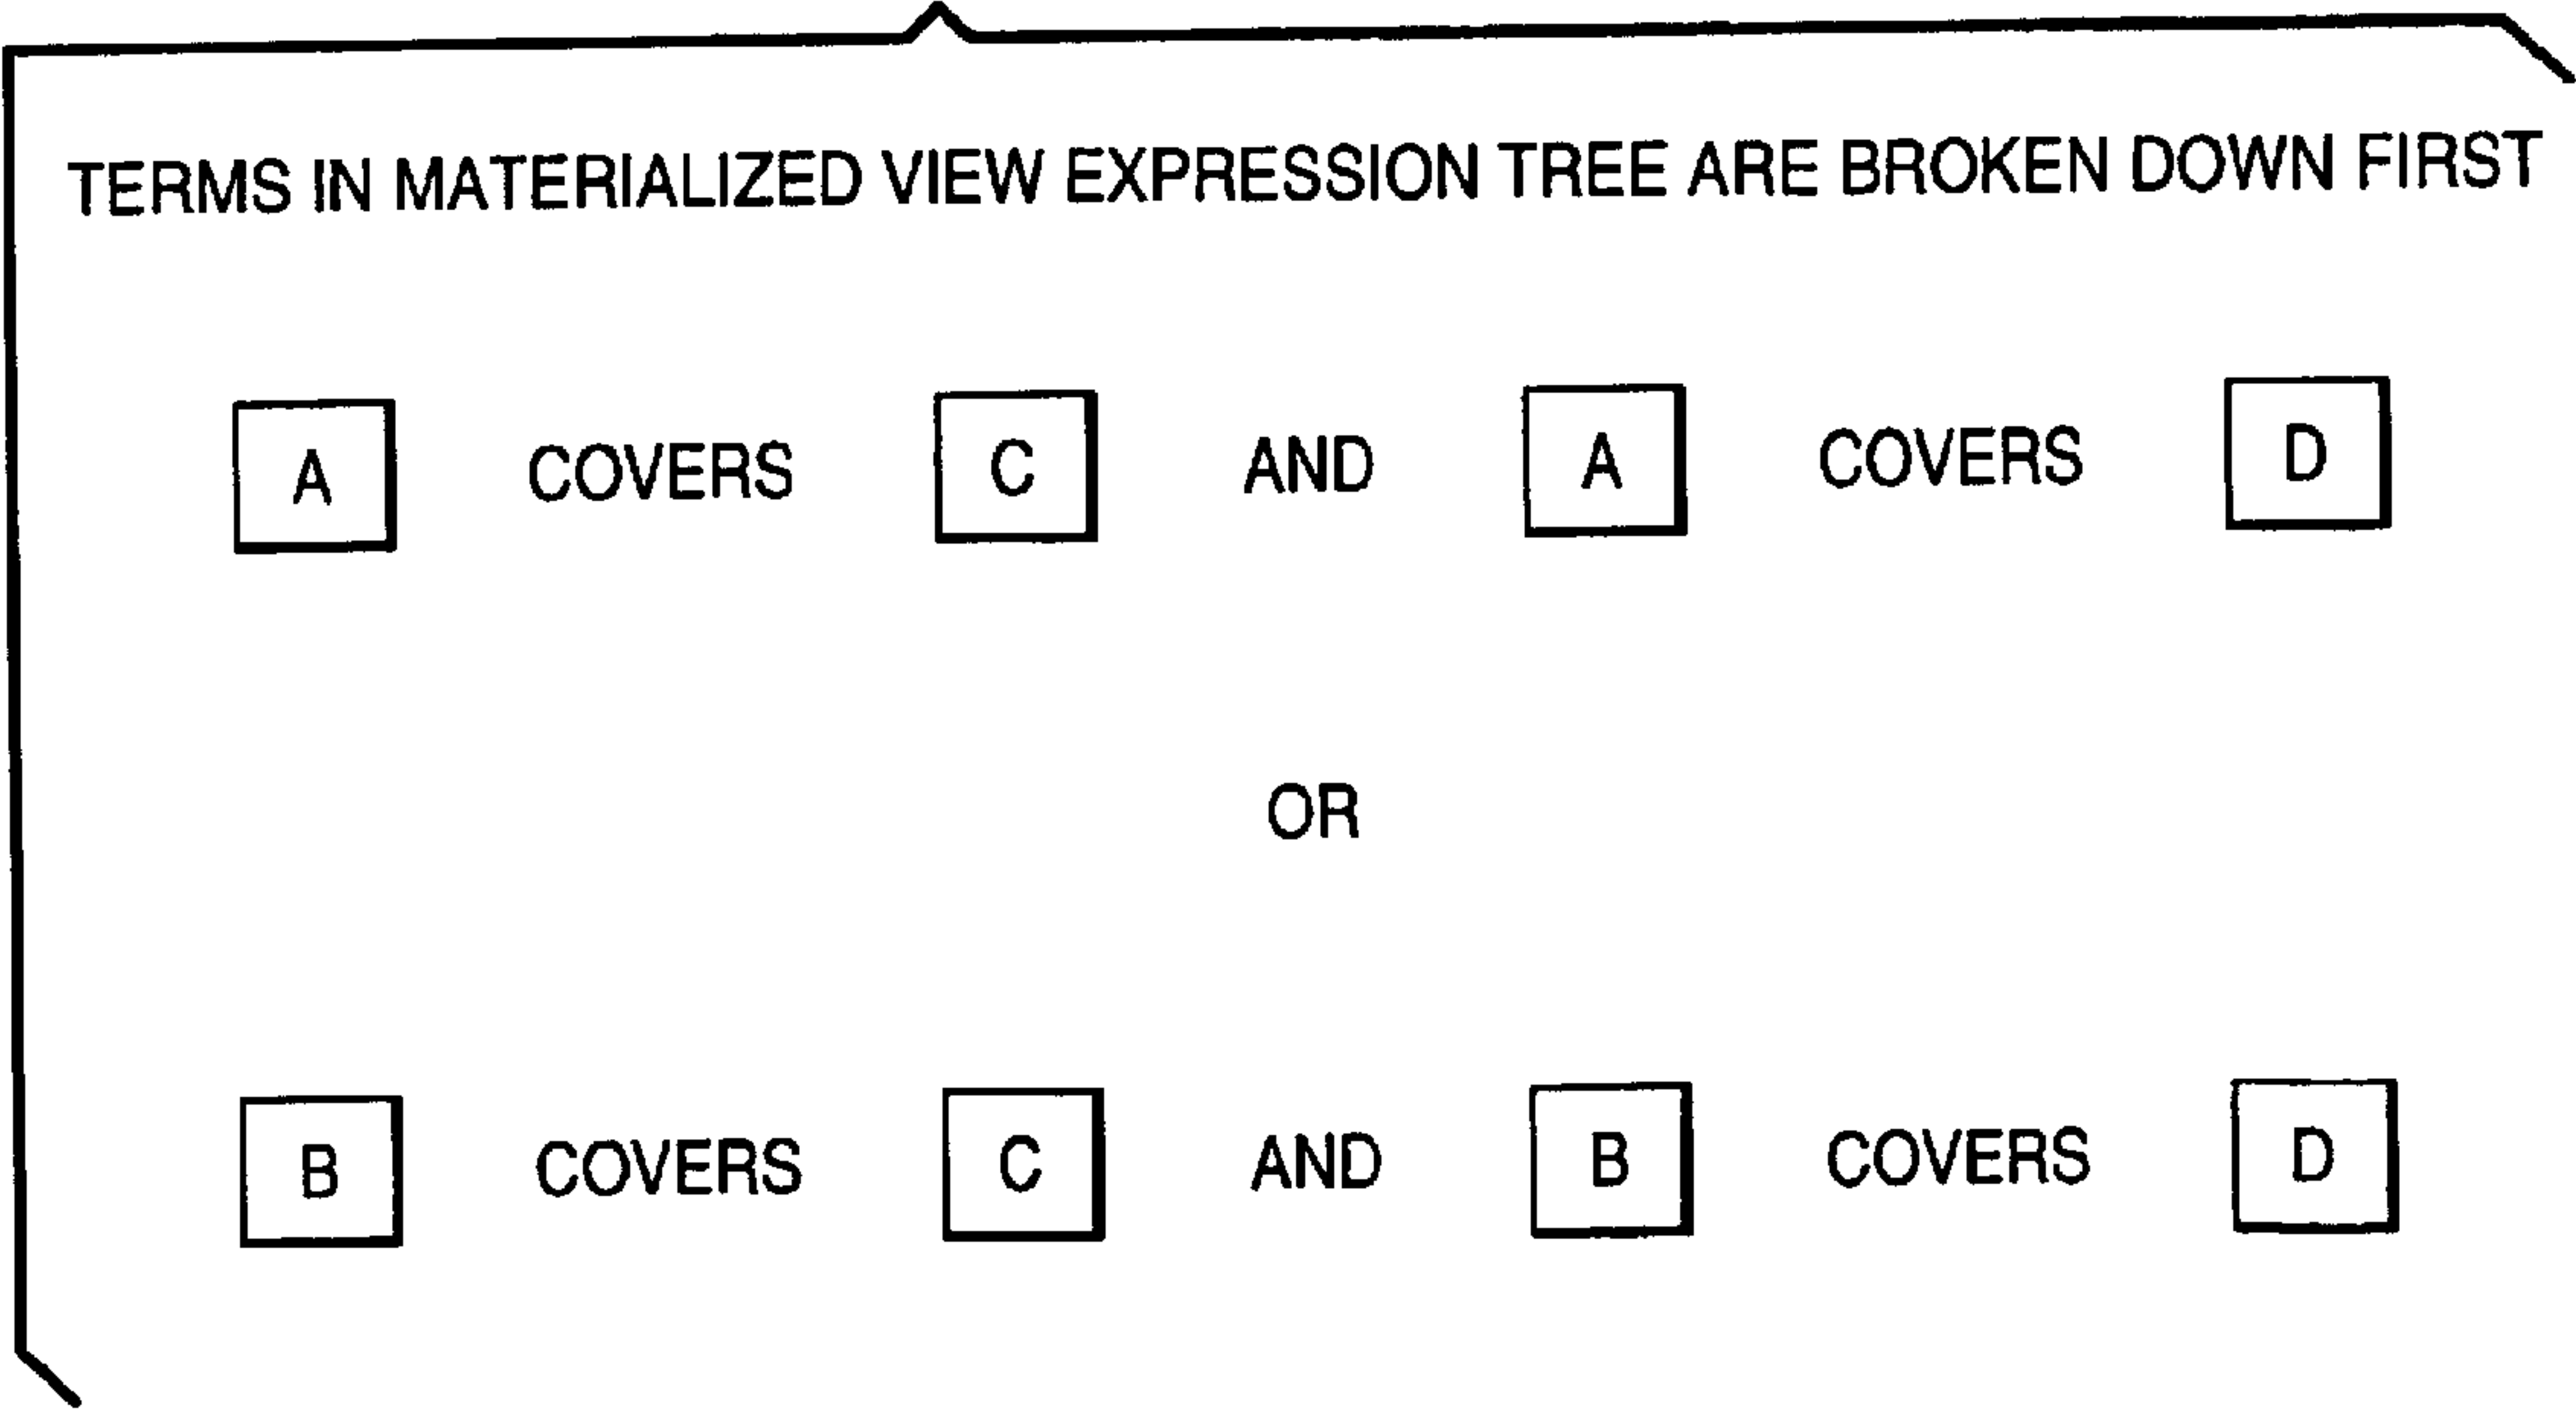 TERMS IN MATERIALIZED VIEW EXPRESSION TREE ARE BROKEN DOWN FIRST
A COVERS C AND A COVERS D
OR
B COVERS C AND B COVERS D